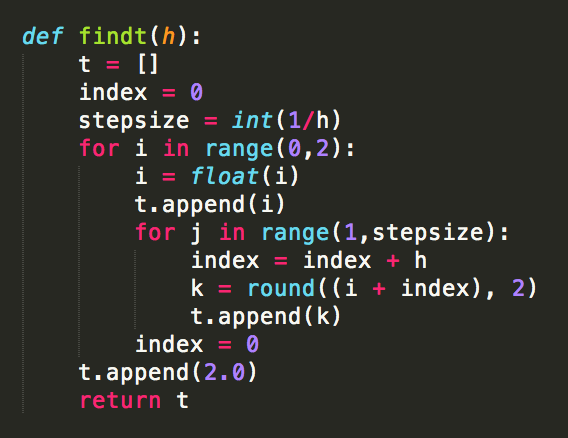 def findt(h):
    t = []
    index = 0
    stepsize = int(1/h)
    for i in range(0,2):
        i = float(i)
        t.append(i)
        for j in range(1,stepsize):
            index = index + h
            k = round((i + index), 2)
            t.append(k)
        index = 0
    t.append(2.0)
    return t